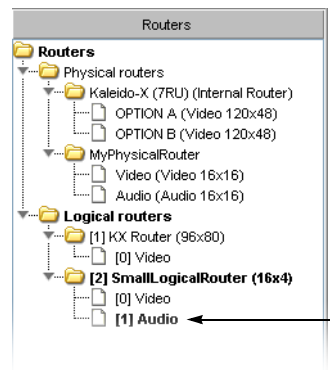 Routers
Routers
Physical routers
Kaleido-X (7RU) (Internal Router)
OPTION A (Video 120x48)
OPTION B (Video 120x48)
MyPhysicalRouter
Video (Video 16x16)
Audio (Audio 16x16)
Logical routers
[1] KX Router (96x80)
[0] Video
[2] SmallLogicalRouter (16x4)
[0] Video
[1] Audio